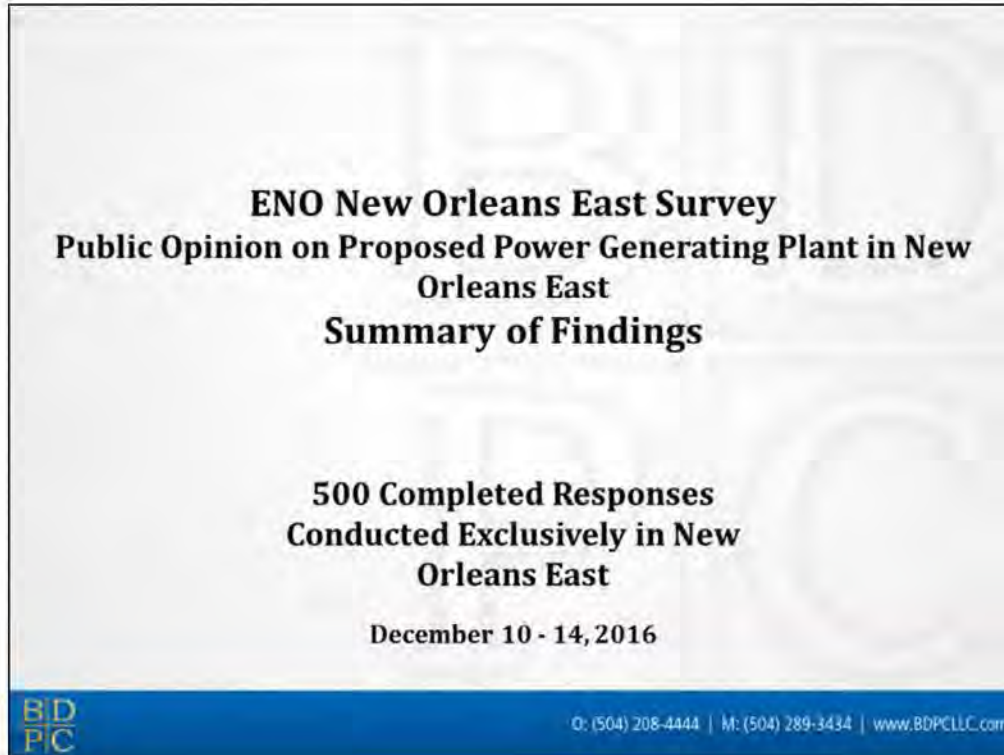 ENO New Orleans East Survey
Public Opinion on Proposed Power Generating Plant in New
Orleans East
Summary of Findings
500 Completed Responses
Conducted Exclusively in New
Orleans East
December 10 - 14, 2016
B D
P C
O: (504) 208-4444 | M: (504) 289-3434 | www.BDPCLLC.com